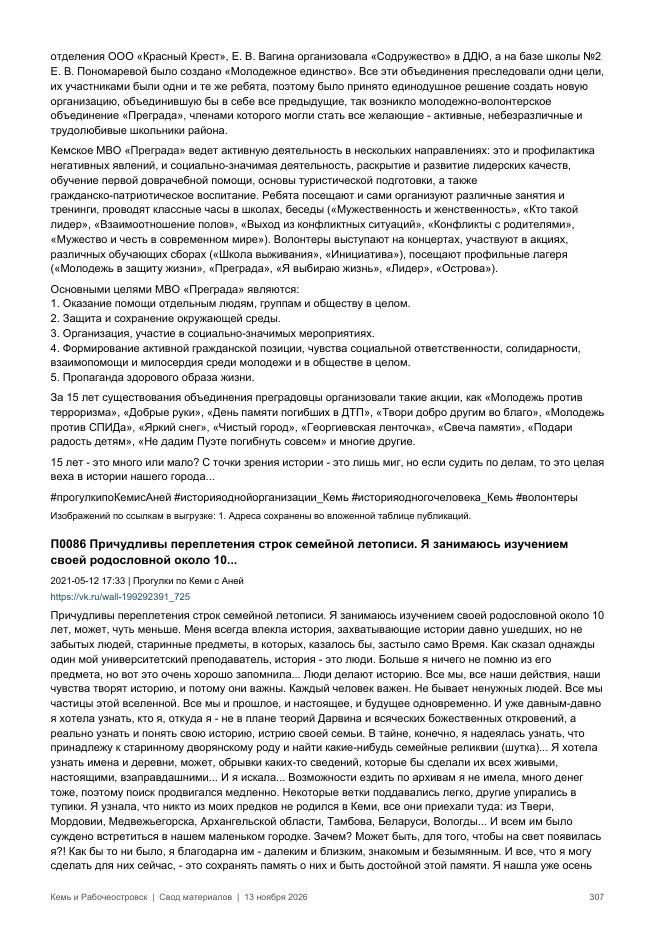 отделения ООО «Красный Крест», Е. В. Вагина организовала «Содружество» в ДДЮ, а на базе школы №2
Е. В. Пономаревой было создано «Молодежное единство». Все эти объединения преследовали одни цели,
их участниками были одни и те же ребята, поэтому было принято единодушное решение создать новую
организацию, объединившую бы в себе все предыдущие, так возникло молодежно-волонтерское
объединение «Преграда», членами которого могли стать все желающие - активные, небезразличные и
трудолюбивые школьники района.
Кемское МВО «Преграда» ведет активную деятельность в нескольких направлениях: это и профилактика
негативных явлений, и социально-значимая деятельность, раскрытие и развитие лидерских качеств,
обучение первой доврачебной помощи, основы туристической подготовки, а также
гражданско-патриотическое воспитание. Ребята посещают и сами организуют различные занятия и
тренинги, проводят классные часы в школах, беседы («Мужественность и женственность», «Кто такой
лидер», «Взаимоотношение полов», «Выход из конфликтных ситуаций», «Конфликты с родителями»,
«Мужество и честь в современном мире»). Волонтеры выступают на концертах, участвуют в акциях,
различных обучающих сборах («Школа выживания», «Инициатива»), посещают профильные лагеря
(«Молодежь в защиту жизни», «Преграда», «Я выбираю жизнь», «Лидер», «Острова»).
Основными целями МВО «Преграда» являются:
1. Оказание помощи отдельным людям, группам и обществу в целом.
2. Защита и сохранение окружающей среды.
3. Организация, участие в социально-значимых мероприятиях.
4. Формирование активной гражданской позиции, чувства социальной ответственности, солидарности,
взаимопомощи и милосердия среди молодежи и в обществе в целом.
5. Пропаганда здорового образа жизни.
За 15 лет существования объединения преградовцы организовали такие акции, как «Молодежь против
терроризма», «Добрые руки», «День памяти погибших в ДТП», «Твори добро другим во благо», «Молодежь
против СПИДа», «Яркий снег», «Чистый город», «Георгиевская ленточка», «Свеча памяти», «Подари
радость детям», «Не дадим Пуэте погибнуть совсем» и многие другие.
15 лет - это много или мало? С точки зрения истории - это лишь миг, но если судить по делам, то это целая
веха в истории нашего города...
#прогулкипоКемисАней #историяоднойорганизации_Кемь #историяодногочеловека_Кемь #волонтеры
Изображений по ссылкам в выгрузке: 1. Адреса сохранены во вложенной таблице публикаций.
П0086 Причудливы переплетения строк семейной летописи. Я занимаюсь изучением
своей родословной около 10...
2021-05-12 17:33 | Прогулки по Кеми с Аней
https://vk.ru/wall-199292391_725
Причудливы переплетения строк семейной летописи. Я занимаюсь изучением своей родословной около 10
лет, может, чуть меньше. Меня всегда влекла история, захватывающие истории давно ушедших, но не
забытых людей, старинные предметы, в которых, казалось бы, застыло само Время. Как сказал однажды
один мой университетский преподаватель, история - это люди. Больше я ничего не помню из его
предмета, но вот это очень хорошо запомнила... Люди делают историю. Все мы, все наши действия, наши
чувства творят историю, и потому они важны. Каждый человек важен. Не бывает ненужных людей. Все мы
частицы этой вселенной. Все мы и прошлое, и настоящее, и будущее одновременно. И уже давным-давно
я хотела узнать, кто я, откуда я - не в плане теорий Дарвина и всяческих божественных откровений, а
реально узнать и понять свою историю, истрию своей семьи. В тайне, конечно, я надеялась узнать, что
принадлежу к старинному дворянскому роду и найти какие-нибудь семейные реликвии (шутка)... Я хотела
узнать имена и деревни, может, обрывки каких-то сведений, которые бы сделали их всех живыми,
настоящими, взаправдашними... И я искала... Возможности ездить по архивам я не имела, много денег
тоже, поэтому поиск продвигался медленно. Некоторые ветки поддавались легко, другие упирались в
тупики. Я узнала, что никто из моих предков не родился в Кеми, все они приехали туда: из Твери,
Мордовии, Медвежьегорска, Архангельской области, Тамбова, Беларуси, Вологды... И всем им было
суждено встретиться в нашем маленьком городке. Зачем? Может быть, для того, чтобы на свет появилась
я?! Как бы то ни было, я благодарна им - далеким и близким, знакомым и безымянным. И все, что я могу
сделать для них сейчас, - это сохранять память о них и быть достойной этой памяти. Я нашла уже осень
Кемь и Рабочеостровск | Свод материалов | 13 ноября 2026
307